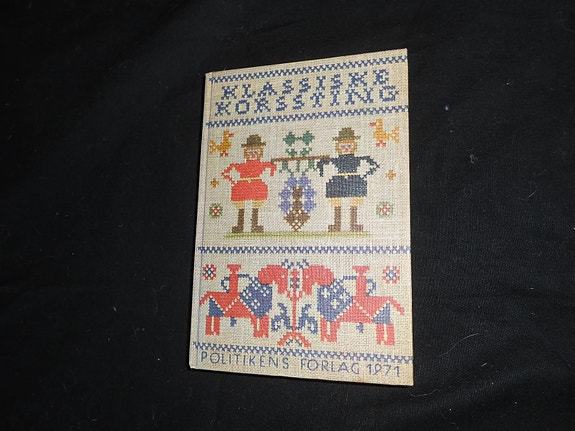 KLASSISKE
KORSSTING
POLITIKENS FORLAG 1971